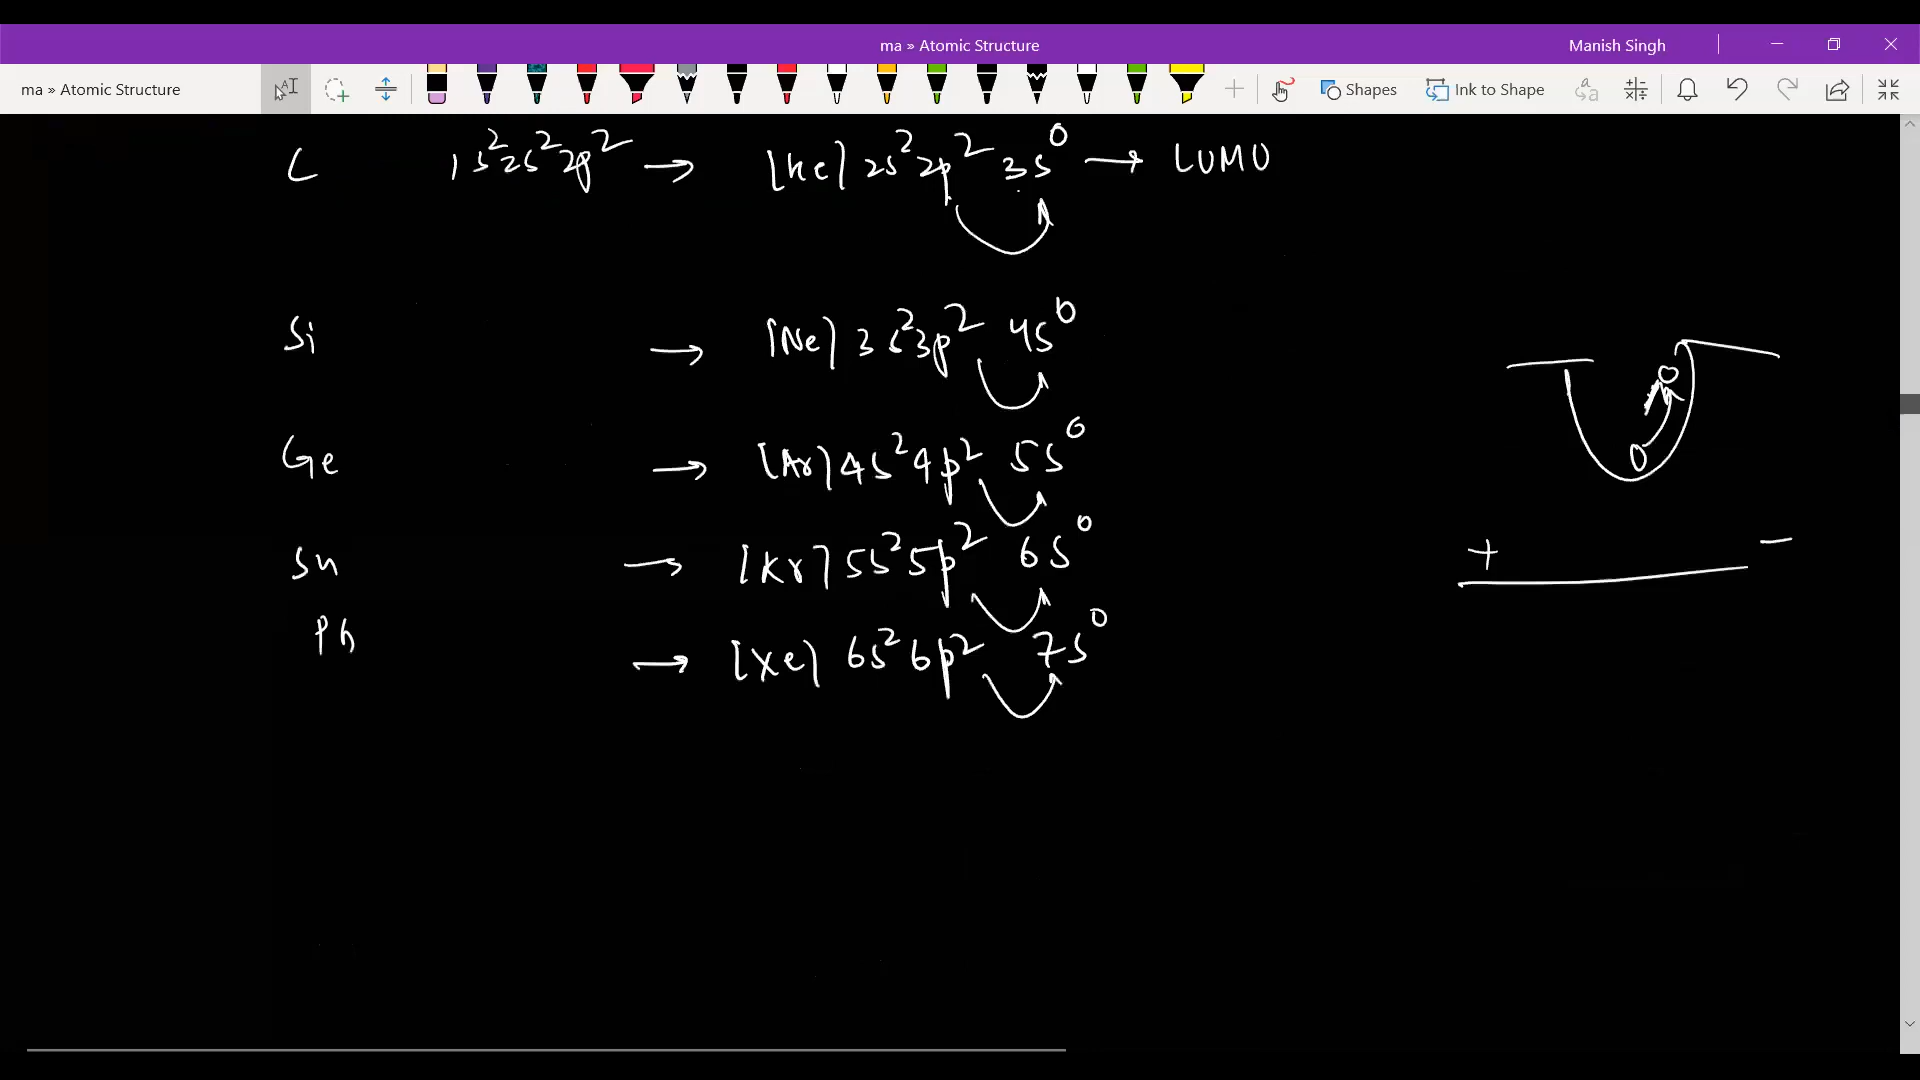 ma » Atomic Structure
Manish Singh
ma » Atomic Structure
Shapes
Ink to Shape
C 1s²2s²2p² → [He] 2s²2p² 3s⁰ → LUMO
Si → [Ne] 3s²3p² 4s⁰
Ge → [Ar] 4s²4p² 5s⁰
Sn → [Kr] 5s²5p² 6s⁰
Pb → [Xe] 6s²6p² 7s⁰
+ −